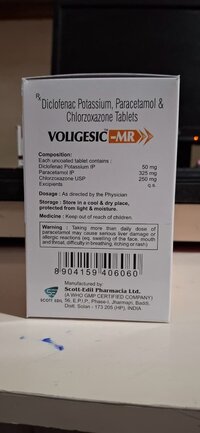 Rx Diclofenac Potassium, Paracetamol &
Chlorzoxazone Tablets
VOLIGESIC-MR
Composition:
Each uncoated tablet contains :
Diclofenac Potassium IP 50 mg
Paracetamol IP 325 mg
Chlorzoxazone USP 250 mg
Excipients q.s.
Dosage : As directed by the Physician
Storage : Store in a cool & dry place,
protected from light & moisture.
Medicine : Keep out of reach of children.
Warning : Taking more than daily dose of
paracetamol may cause serious liver damage or
allergic reactions (eg. swelling of the face, mouth
and throat, difficulty in breathing, itching or rash)
8904159406060
Manufactured by:
Scott-Edil Pharmacia Ltd.
(A WHO GMP CERTIFIED COMPANY)
56, E.P.I.P., Phase-I, Jharmajri, Baddi,
Distt. Solan - 173 205 (HP), INDIA
SCOTT EDIL